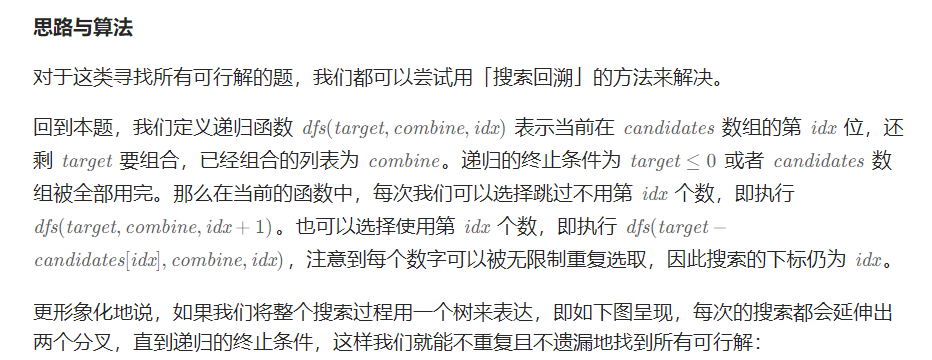 思路与算法
对于这类寻找所有可行解的题，我们都可以尝试用「搜索回溯」的方法来解决。
回到本题，我们定义递归函数 dfs(target, combine, idx) 表示当前在 candidates 数组的第 idx 位，还
剩 target 要组合，已经组合的列表为 combine。递归的终止条件为 target ≤ 0 或者 candidates 数
组被全部用完。那么在当前的函数中，每次我们可以选择跳过不用第 idx 个数，即执行
dfs(target, combine, idx + 1)。也可以选择使用第 idx 个数，即执行 dfs(target −
candidates[idx], combine, idx)，注意到每个数字可以被无限制重复选取，因此搜索的下标仍为 idx。
更形象化地说，如果我们将整个搜索过程用一个树来表达，即如下图呈现，每次的搜索都会延伸出
两个分叉，直到递归的终止条件，这样我们就能不重复且不遗漏地找到所有可行解：